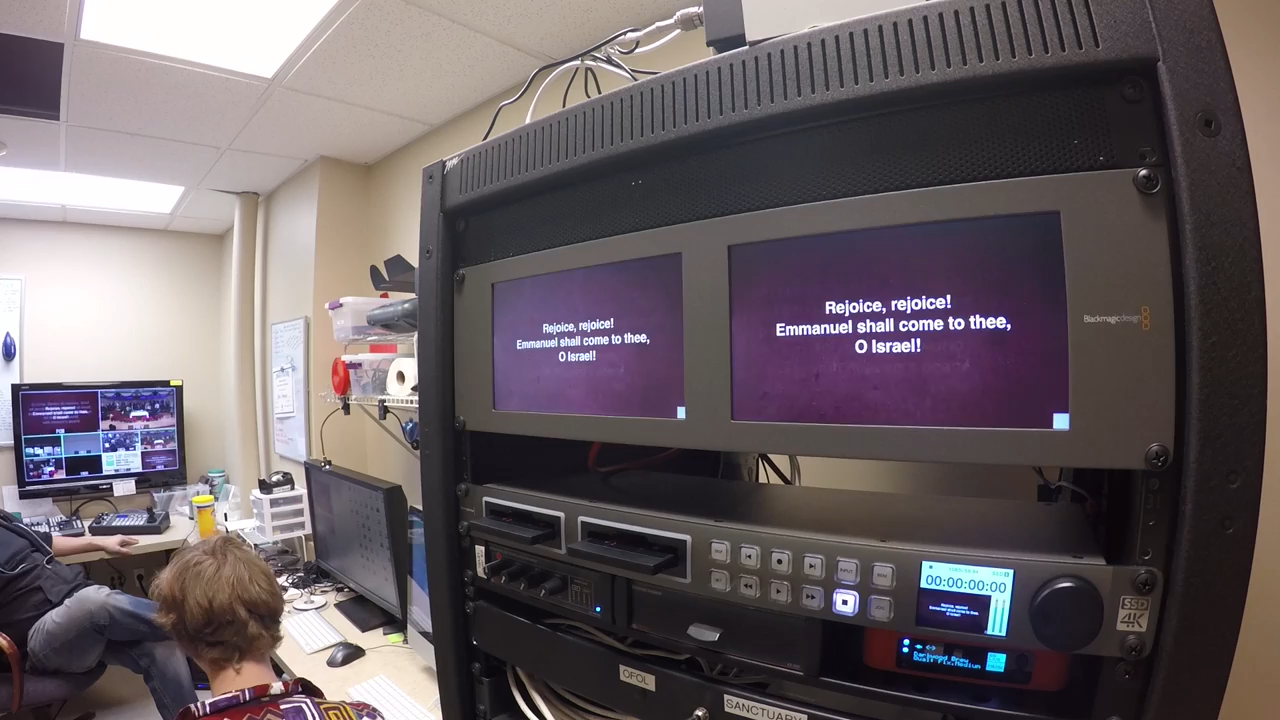 Rejoice, rejoice!
Emmanuel shall come to thee,
O Israel!
Rejoice, rejoice!
Emmanuel shall come to thee,
O Israel!
Blackmagicdesign
INPUT
00:00:00:00
SSD
4K
OFOL
SANCTUARY